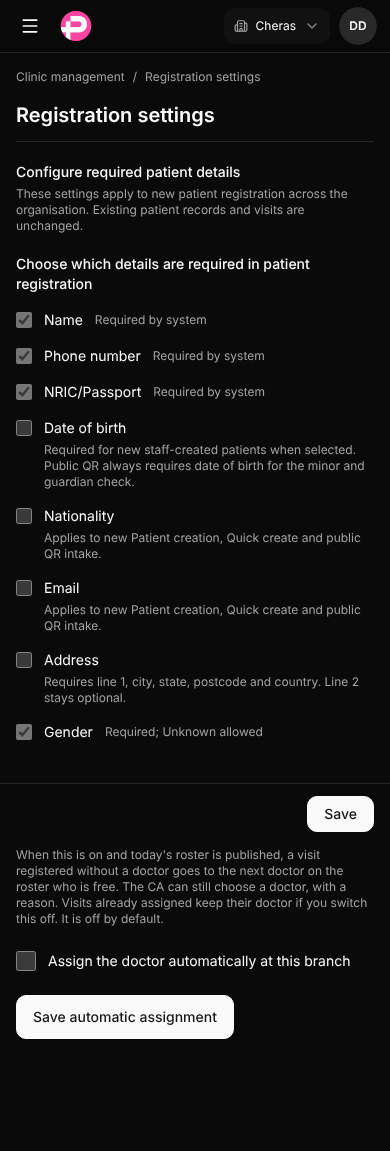 Cheras
DD
Clinic management / Registration settings
Registration settings
Configure required patient details
These settings apply to new patient registration across the
organisation. Existing patient records and visits are
unchanged.
Choose which details are required in patient
registration
Name Required by system
Phone number Required by system
NRIC/Passport Required by system
Date of birth
Required for new staff-created patients when selected.
Public QR always requires date of birth for the minor and
guardian check.
Nationality
Applies to new Patient creation, Quick create and public
QR intake.
Email
Applies to new Patient creation, Quick create and public
QR intake.
Address
Requires line 1, city, state, postcode and country. Line 2
stays optional.
Gender Required; Unknown allowed
Save
When this is on and today's roster is published, a visit
registered without a doctor goes to the next doctor on the
roster who is free. The CA can still choose a doctor, with a
reason. Visits already assigned keep their doctor if you switch
this off. It is off by default.
Assign the doctor automatically at this branch
Save automatic assignment